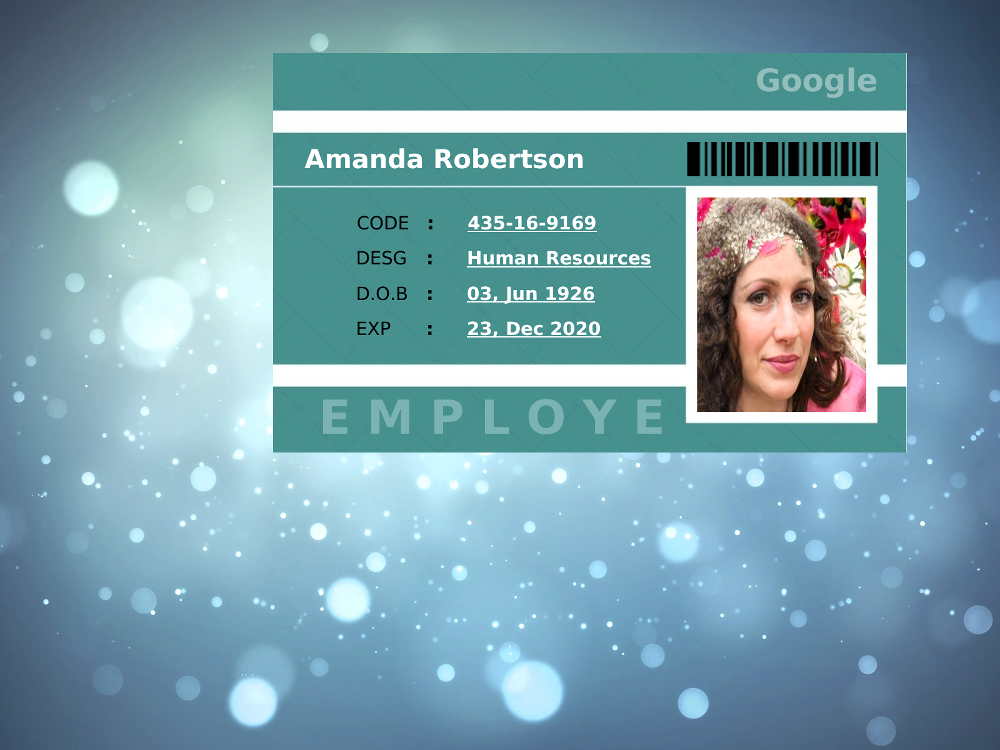 Google
Amanda Robertson
CODE : 435-16-9169
DESG : Human Resources
D.O.B : 03, Jun 1926
EXP : 23, Dec 2020
EMPLOYE